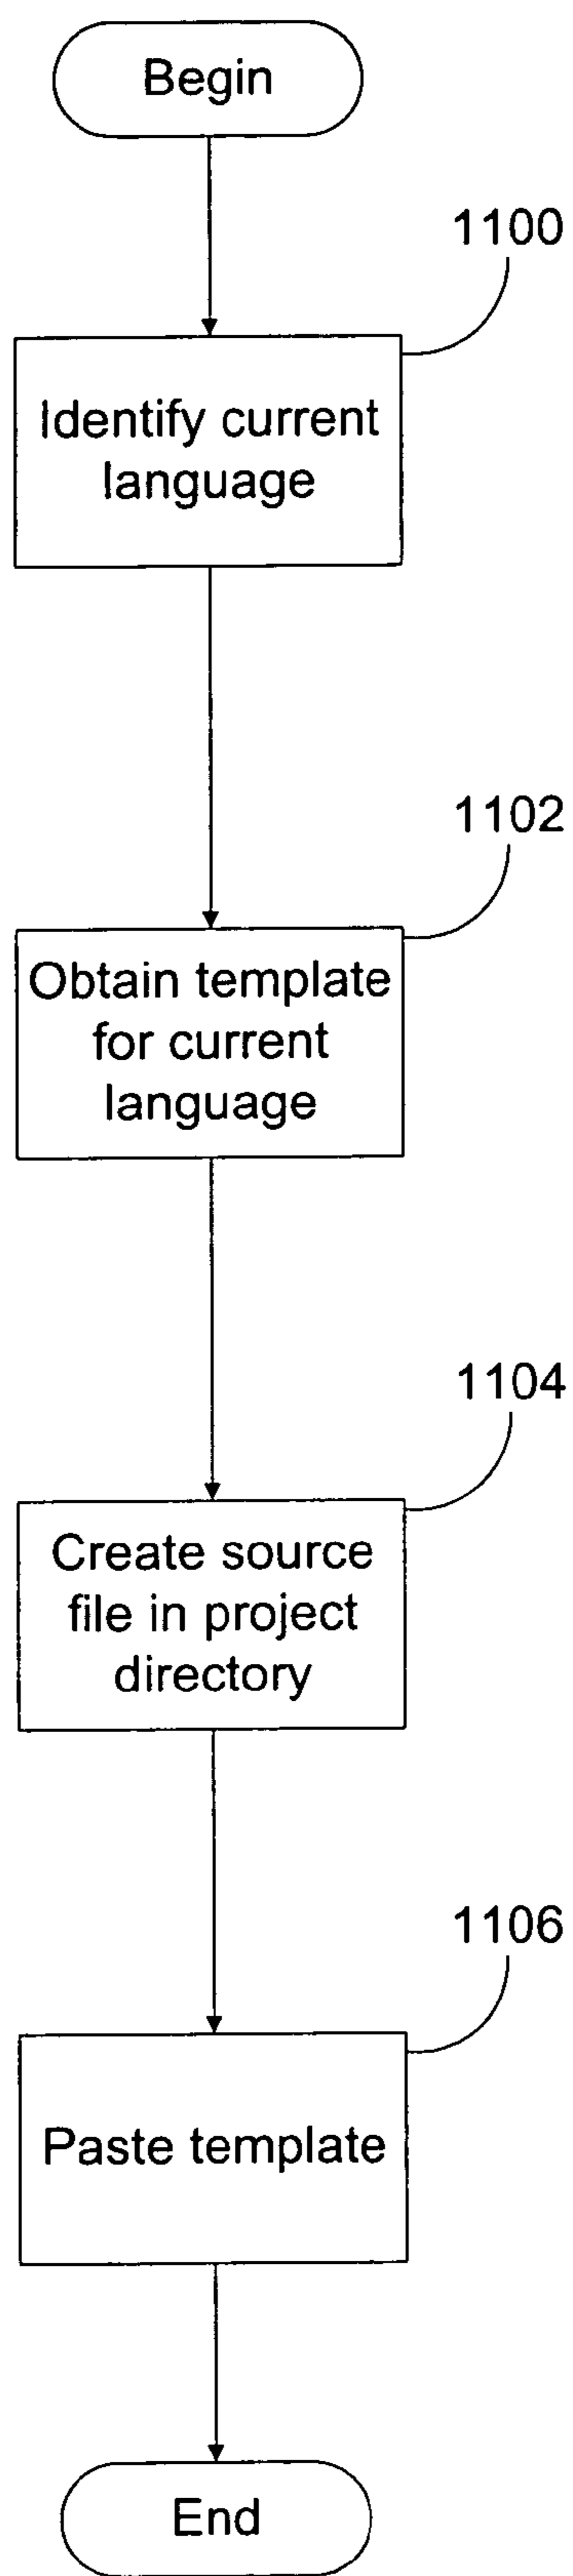 Begin
1100
Identify current
language
1102
Obtain template
for current
language
1104
Create source
file in project
directory
1106
Paste template
End